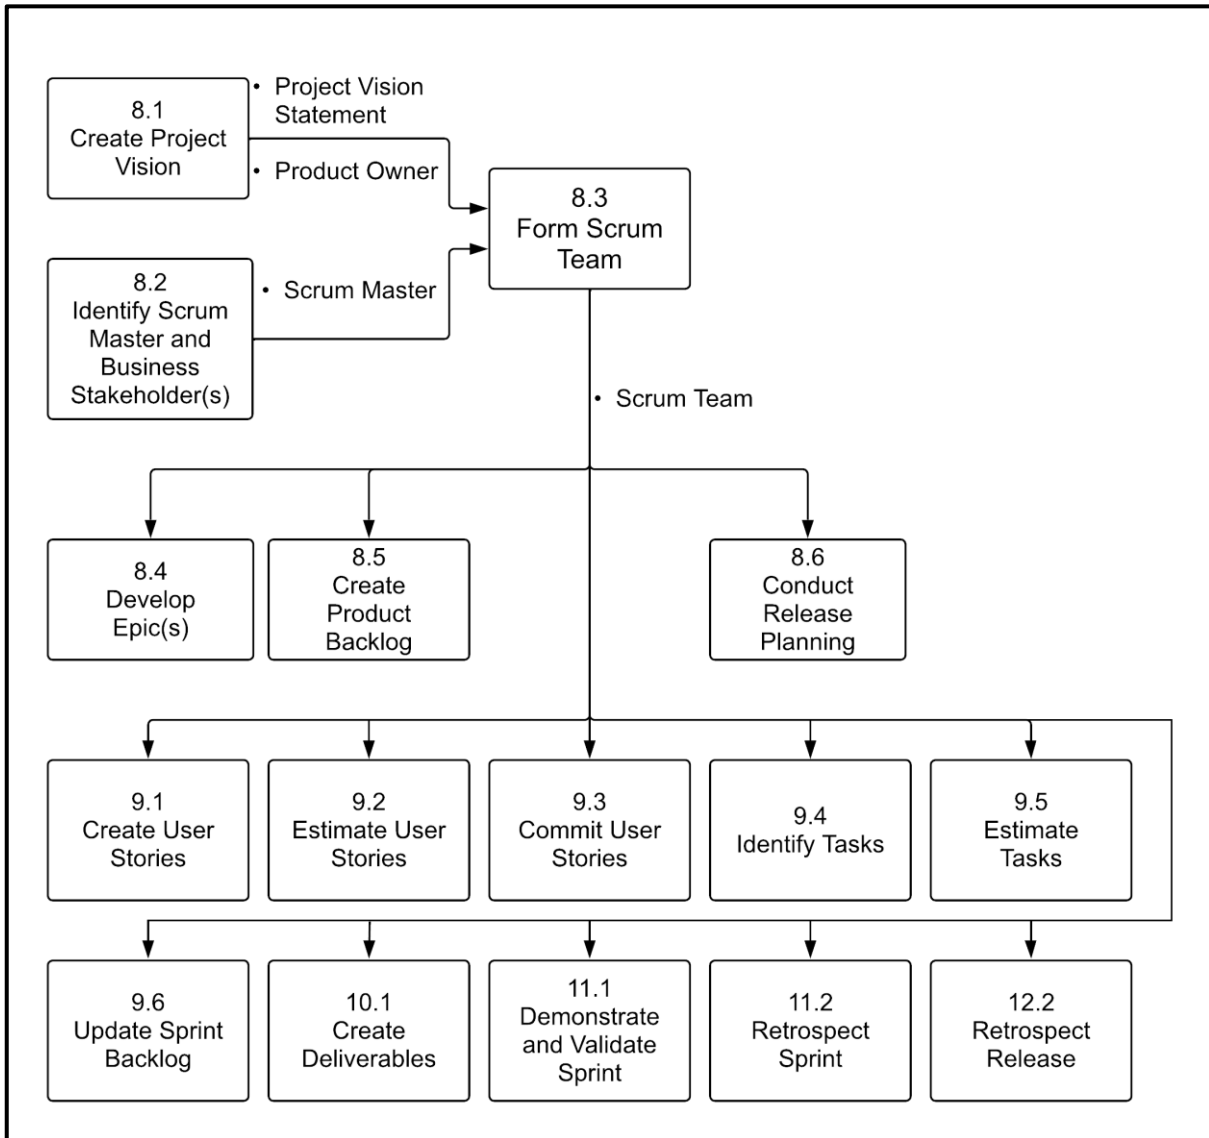 8.1
Create Project
Vision
• Project Vision
Statement
• Product Owner
8.2
Identify Scrum
Master and
Business
Stakeholder(s)
• Scrum Master
8.3
Form Scrum
Team
• Scrum Team
8.4
Develop
Epic(s)
8.5
Create
Product
Backlog
8.6
Conduct
Release
Planning
9.1
Create User
Stories
9.2
Estimate User
Stories
9.3
Commit User
Stories
9.4
Identify Tasks
9.5
Estimate
Tasks
9.6
Update Sprint
Backlog
10.1
Create
Deliverables
11.1
Demonstrate
and Validate
Sprint
11.2
Retrospect
Sprint
12.2
Retrospect
Release